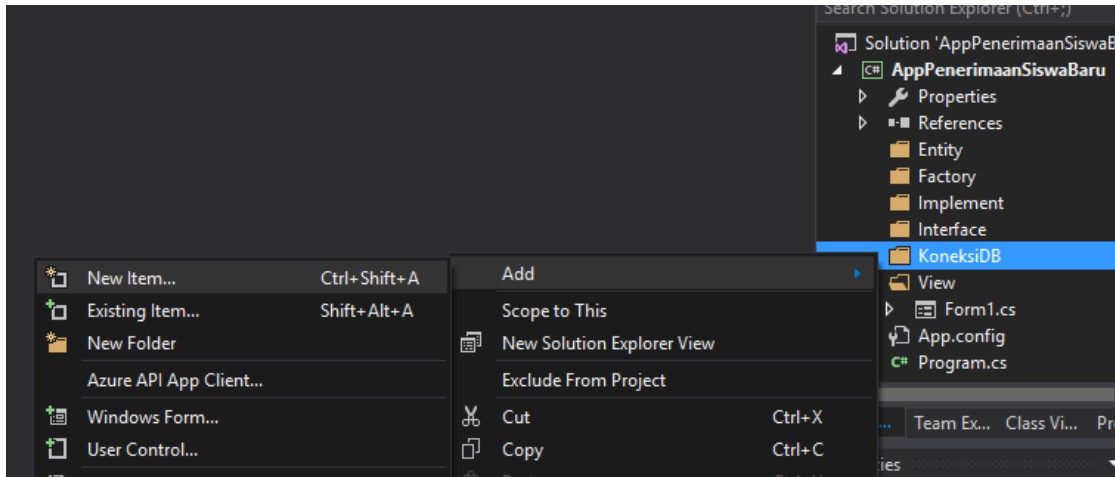 Search Solution Explorer (Ctrl+;)
Solution 'AppPenerimaanSiswaB
C# AppPenerimaanSiswaBaru
Properties
References
Entity
Factory
Implement
Interface
KoneksiDB
View
Form1.cs
App.config
C# Program.cs
New Item... Ctrl+Shift+A
Existing Item... Shift+Alt+A
New Folder
Azure API App Client...
Windows Form...
User Control...
Add
Scope to This
New Solution Explorer View
Exclude From Project
Cut Ctrl+X
Copy Ctrl+C
... Team Ex... Class Vi... Pr
ies